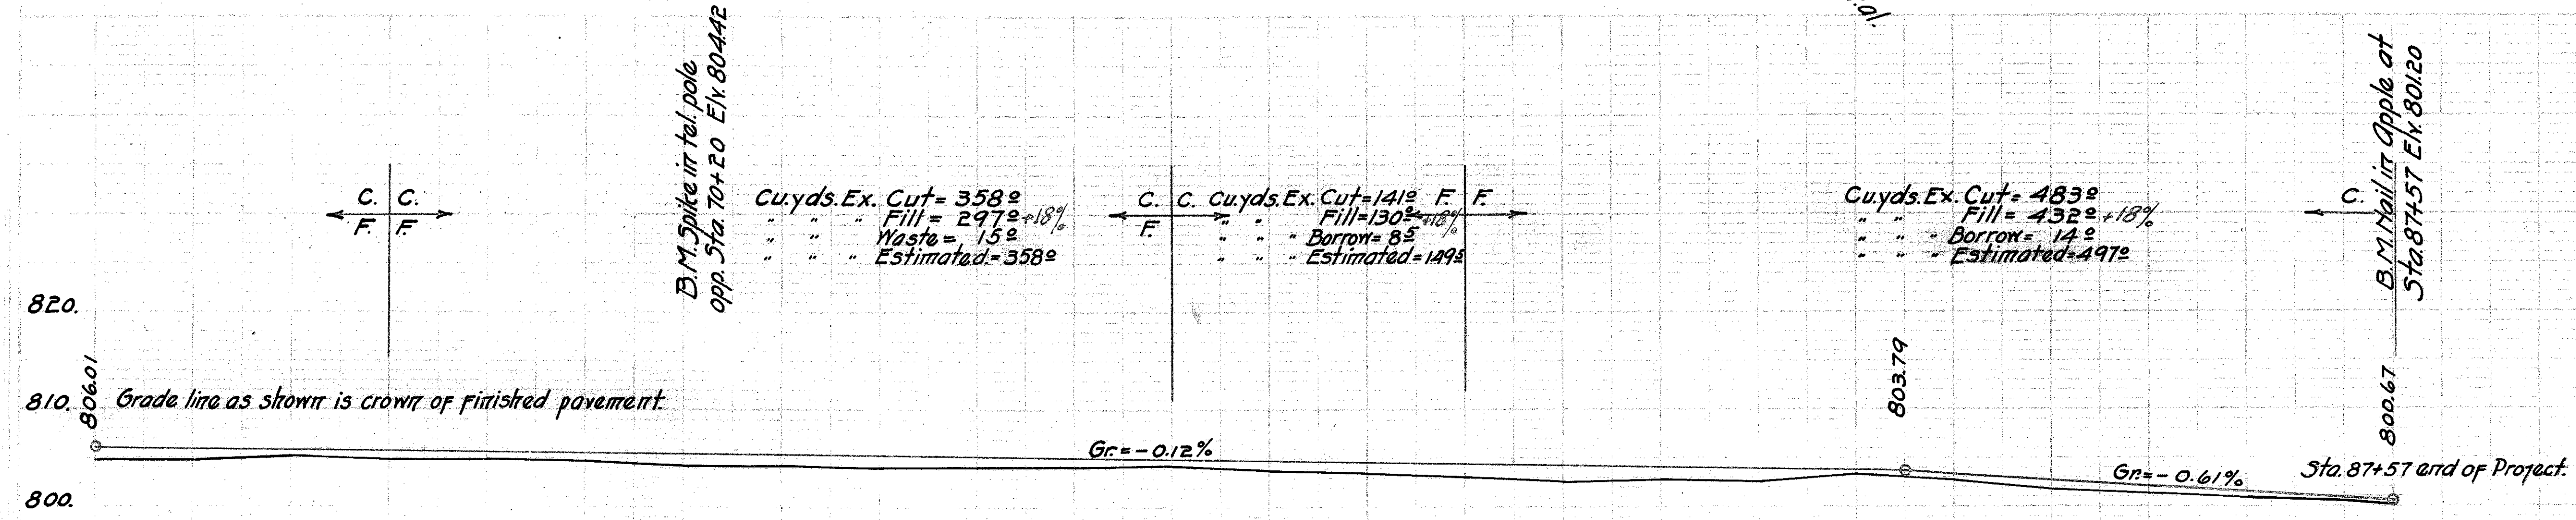 B.M. Spike in tel. pole
opp. Sta. 70+20 Elv. 804.42
C. C.
F. F.
Cu.yds. Ex. Cut = 358º
" " " Fill = 297º +18%
" " " Waste = 15º
" " " Estimated = 358º
C. C.
F.
Cu.yds. Ex. Cut = 141º
" " " Fill = 130º +18%
" " " Borrow = 8⁵
" " " Estimated = 149⁵
F. F.
Cu.yds. Ex. Cut = 483º
" " " Fill = 432º +18%
" " " Borrow = 14º
" " " Estimated = 497º
C.
B.M. Nail in Apple at
Sta. 87+57 Elv. 801.20
820.
810.
800.
806.01
Grade line as shown is crown of finished pavement.
Gr. = - 0.12%
803.79
Gr. = - 0.61%
800.67
Sta. 87+57 end of Project.